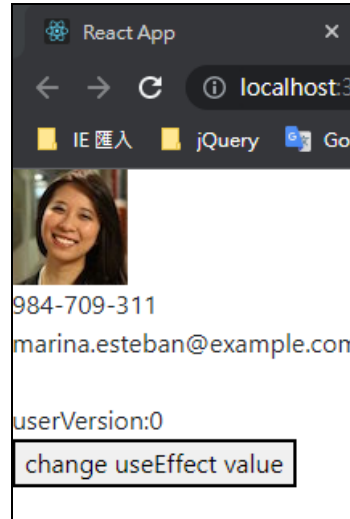 React App
localhost:3
IE 匯入 jQuery Go
984-709-311
marina.esteban@example.com
userVersion:0
change useEffect value